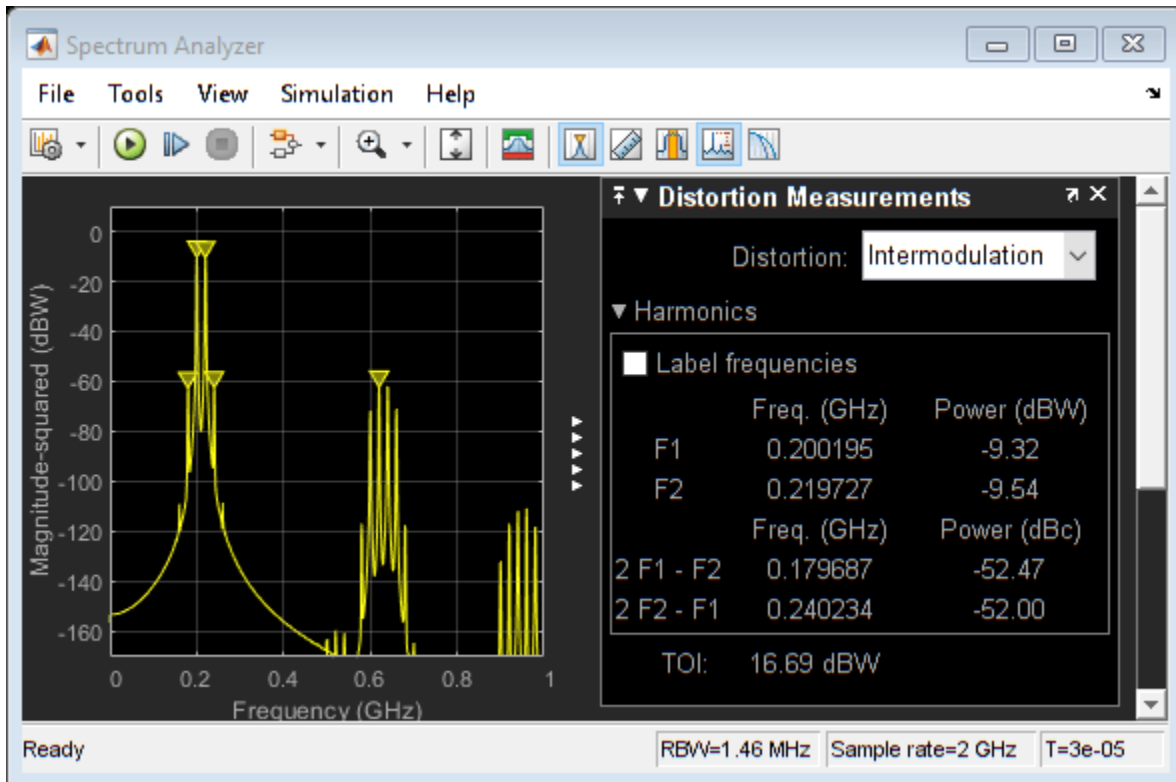 Spectrum Analyzer
File Tools View Simulation Help
Distortion Measurements
Distortion: Intermodulation
Harmonics
Label frequencies
Freq. (GHz) Power (dBW)
F1 0.200195 -9.32
F2 0.219727 -9.54
Freq. (GHz) Power (dBc)
2 F1 - F2 0.179687 -52.47
2 F2 - F1 0.240234 -52.00
TOI: 16.69 dBW
Magnitude-squared (dBW)
0
-20
-40
-60
-80
-100
-120
-140
-160
0 0.2 0.4 0.6 0.8 1
Frequency (GHz)
Ready RBW=1.46 MHz Sample rate=2 GHz T=3e-05